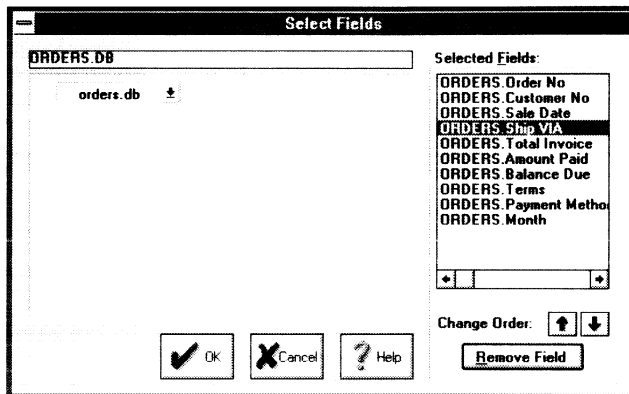 Select Fields
ORDERS.DB
orders.db
Selected Fields:
ORDERS.Order No
ORDERS.Customer No
ORDERS.Sale Date
ORDERS.Ship VIA
ORDERS.Total Invoice
ORDERS.Amount Paid
ORDERS.Balance Due
ORDERS.Terms
ORDERS.Payment Metho
ORDERS.Month
Change Order:
OK
Cancel
Help
Remove Field